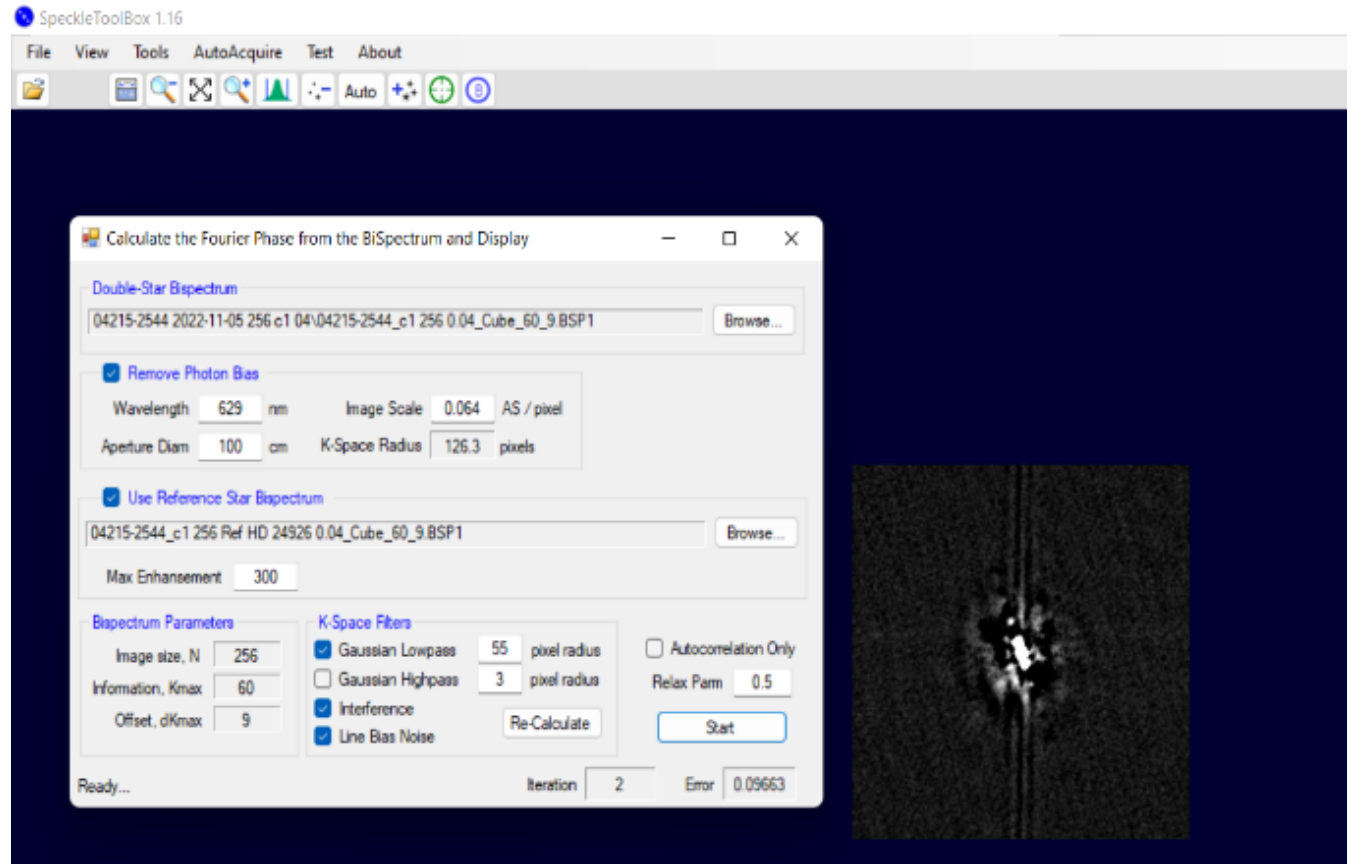 SpeckleToolBox 1.16
File View Tools AutoAcquire Test About
Auto B
Calculate the Fourier Phase from the BiSpectrum and Display
Double-Star Bispectrum
04215-2544 2022-11-05 256 c1 04\04215-2544_c1 256 0.04_Cube_60_9.BSP1 Browse...
Remove Photon Bias
Wavelength 629 nm Image Scale 0.064 AS / pixel
Aperture Diam 100 cm K-Space Radius 126.3 pixels
Use Reference Star Bispectrum
04215-2544_c1 256 Ref HD 24926 0.04_Cube_60_9.BSP1 Browse...
Max Enhansement 300
Bispectrum Parameters K-Space Filters
Image size, N 256 Gaussian Lowpass 55 pixel radius Autocorrelation Only
Information, Kmax 60 Gaussian Highpass 3 pixel radius Relax Parm 0.5
Offset, dKmax 9 Interference Re-Calculate Start
Line Bias Noise
Ready... Iteration 2 Error 0.09663